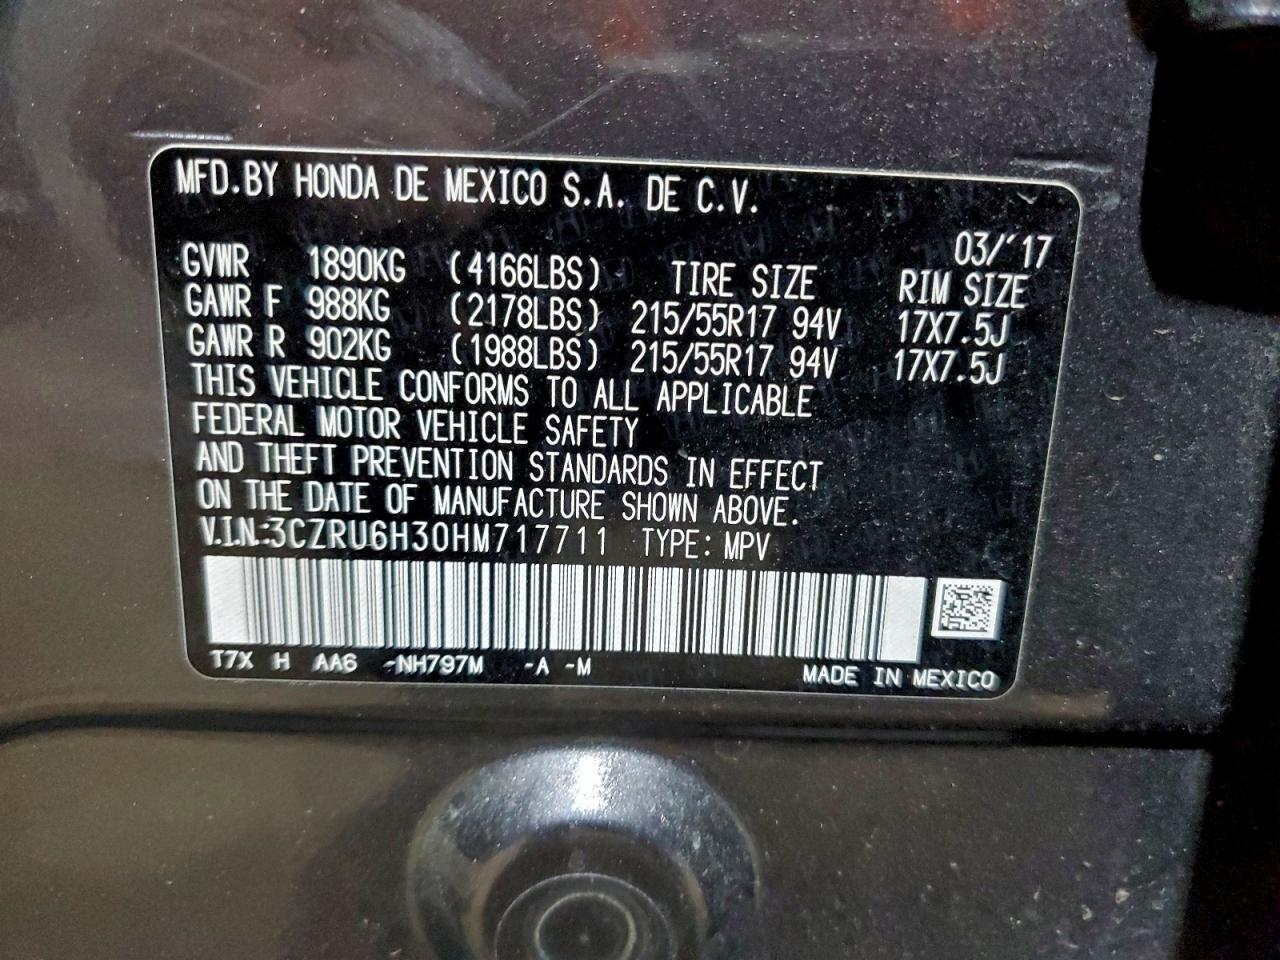 MFD.BY HONDA DE MEXICO S.A. DE C.V.
03/'17
GVWR 1890KG (4166LBS) TIRE SIZE RIM SIZE
GAWR F 988KG (2178LBS) 215/55R17 94V 17X7.5J
GAWR R 902KG (1988LBS) 215/55R17 94V 17X7.5J
THIS VEHICLE CONFORMS TO ALL APPLICABLE
FEDERAL MOTOR VEHICLE SAFETY
AND THEFT PREVENTION STANDARDS IN EFFECT
ON THE DATE OF MANUFACTURE SHOWN ABOVE.
V.I.N.:3CZRU6H30HM717711 TYPE: MPV
T7X H AA6 -NH797M -A -M MADE IN MEXICO